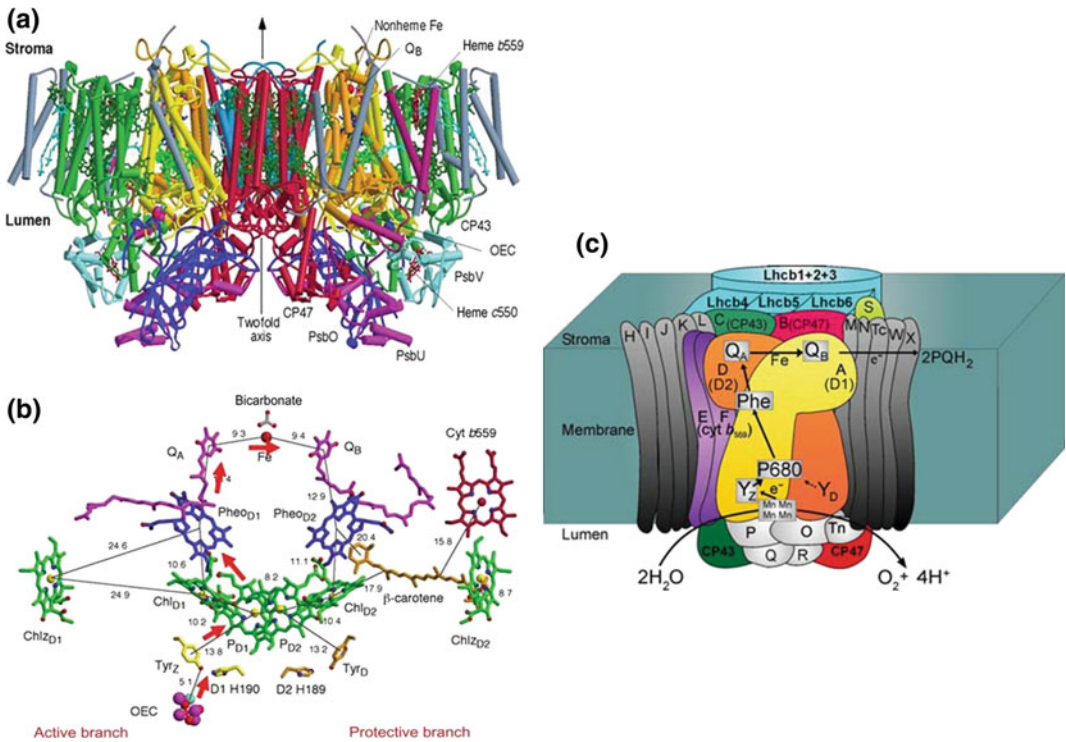 (a)
Stroma
Nonheme Fe
QB
Heme b559
Lumen
CP43
OEC
PsbV
Heme c550
Twofold
axis
CP47
PsbO
PsbU
(b)
Bicarbonate
9.3
9.4
Fe
QA
QB
Cyt b559
4
12.9
PheoD1
PheoD2
20.4
15.8
24.6
10.6
11.1
8.2
17.9
β-carotene
8.7
24.9
ChlD1
ChlD2
ChlzD1
10.2
10.4
ChlzD2
PD1
PD2
13.8
13.2
TyrZ
TyrD
5.1
D1 H190
D2 H189
OEC
Active branch
Protective branch
(c)
Lhcb1+2+3
Lhcb4
Lhcb5
Lhcb6
S
C(CP43)
B(CP47)
H I J K L
M N Tc W X
Stroma
QA
Fe
QB
e-
2PQH2
D
(D2)
A
(D1)
Phe
E F
(cyt b559)
Membrane
P680
YZ
e-
YD
Mn Mn
Mn Mn
Lumen
P
O
Tn
CP43
Q
R
CP47
2H2O
O2+ 4H+